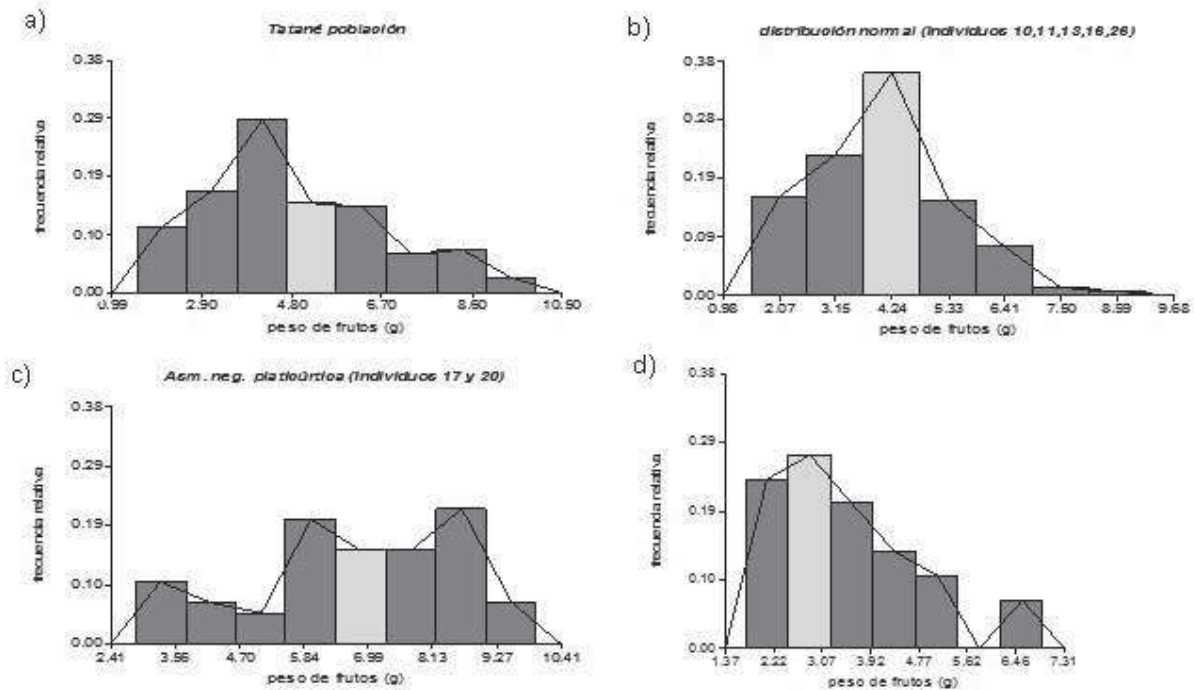 a)
Tatané población
frecuencia relativa
0.38
0.29
0.19
0.10
0.00
0.99 2.90 4.80 6.70 8.60 10.50
peso de frutos (g)
b)
distribución normal (individuos 10,11,13,16,26)
frecuencia relativa
0.38
0.28
0.19
0.09
0.00
0.98 2.07 3.15 4.24 5.33 6.41 7.50 8.59 9.68
peso de frutos (g)
c)
Asm. neg. platicúrtica (individuos 17 y 20)
frecuencia relativa
0.38
0.29
0.19
0.10
0.00
2.41 3.56 4.70 5.84 6.99 8.13 9.27 10.41
peso de frutos (g)
d)
frecuencia relativa
0.38
0.29
0.19
0.10
0.00
1.37 2.22 3.07 3.92 4.77 5.62 6.46 7.31
peso de frutos (g)